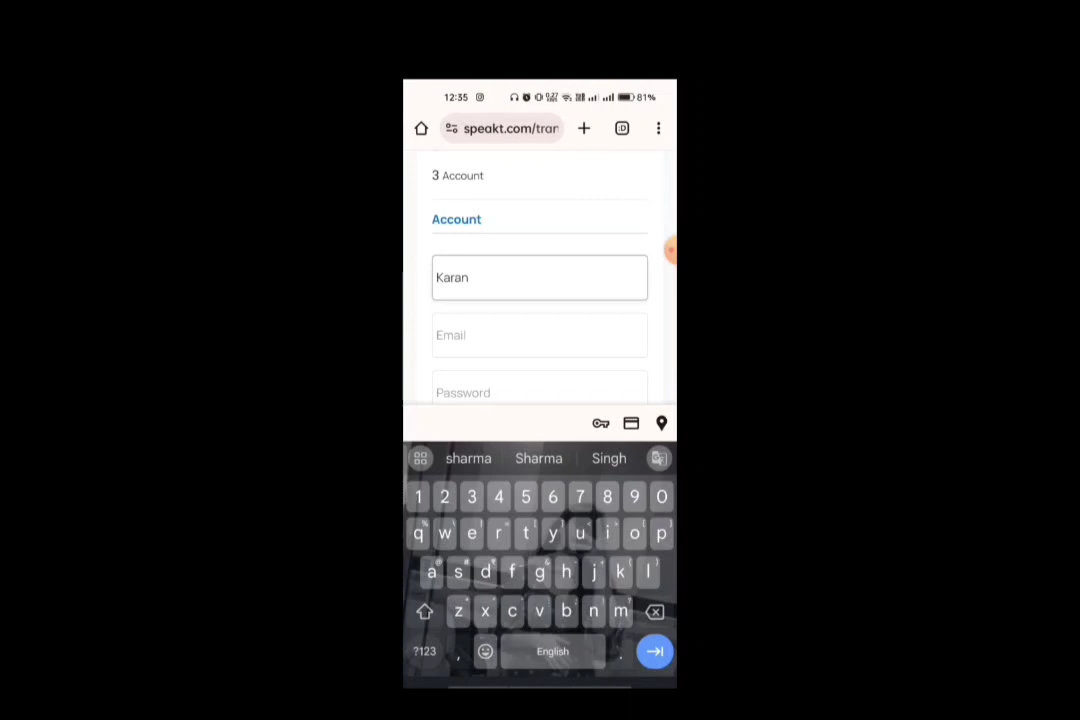 12:35 81%
speakt.com/tran
3 Account
Account
Karan
Email
Password
sharma Sharma Singh
1 2 3 4 5 6 7 8 9 0
q w e r t y u i o p
a s d f g h j k l
z x c v b n m
?123 , English .